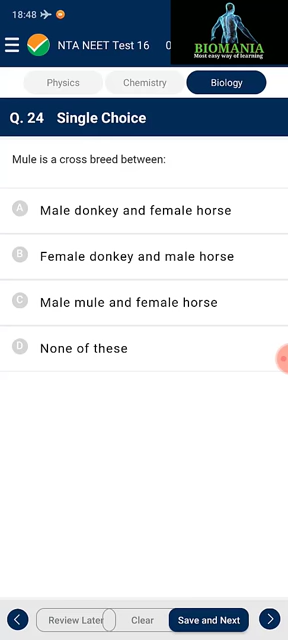 18:48
NTA NEET Test 16 0
BIOMANIA
Most easy way of learning
Physics Chemistry Biology
Q. 24 Single Choice
Mule is a cross breed between:
A Male donkey and female horse
B Female donkey and male horse
C Male mule and female horse
D None of these
Review Later Clear Save and Next